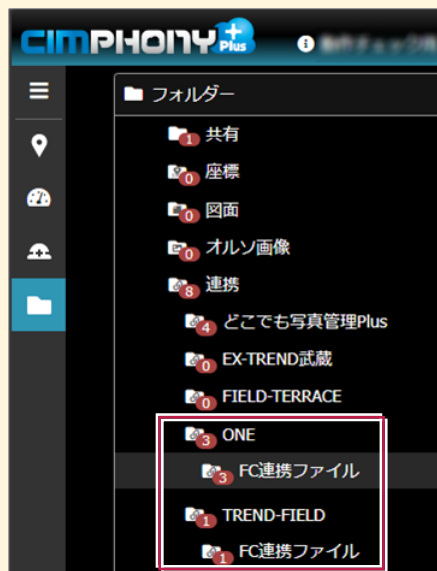 CIMPHONY Plus
フォルダー
1 共有
0 座標
0 図面
0 オルソ画像
8 連携
4 どこでも写真管理Plus
0 EX-TREND武蔵
0 FIELD-TERRACE
3 ONE
3 FC連携ファイル
1 TREND-FIELD
1 FC連携ファイル